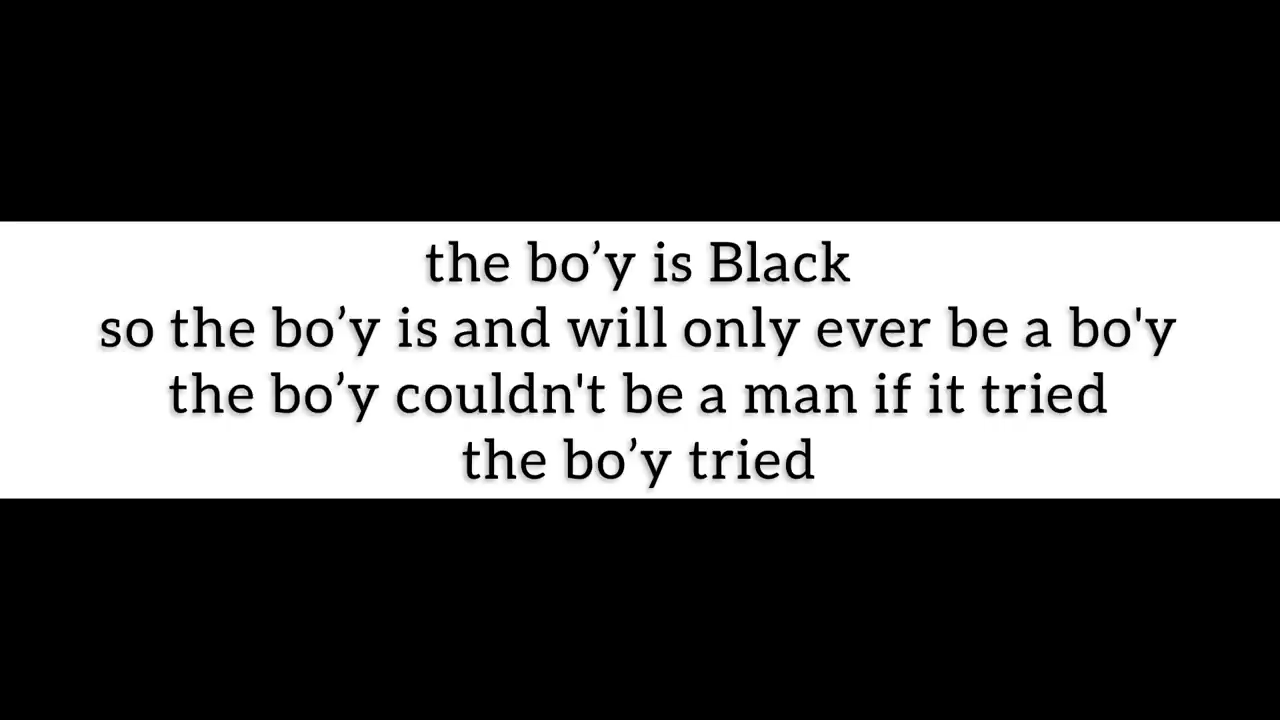 the bo’y is Black
so the bo’y is and will only ever be a bo'y
the bo’y couldn't be a man if it tried
the bo’y tried